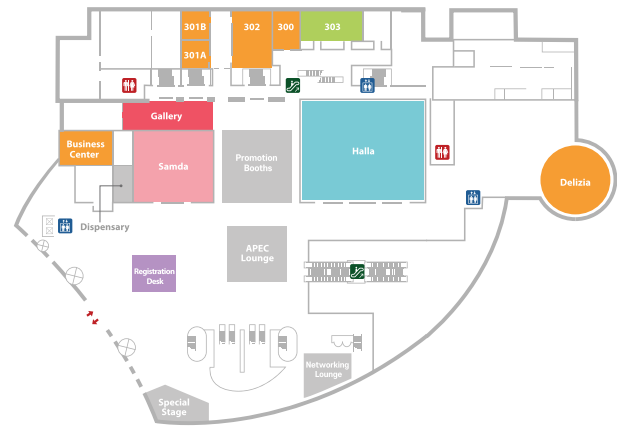 301B
302
300
303
301A
Gallery
Business
Center
Samda
Promotion
Booths
Halla
Delizia
Dispensary
APEC
Lounge
Registration
Desk
Networking
Lounge
Special
Stage